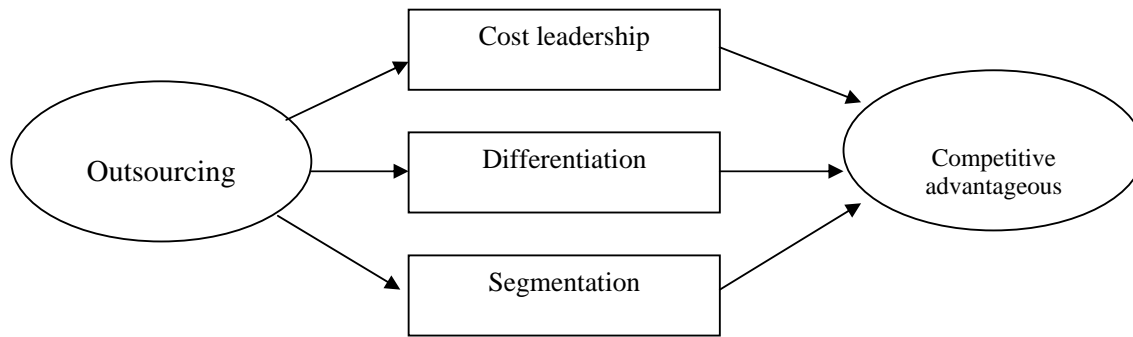 Cost leadership
Outsourcing
Differentiation
Competitive
advantageous
Segmentation